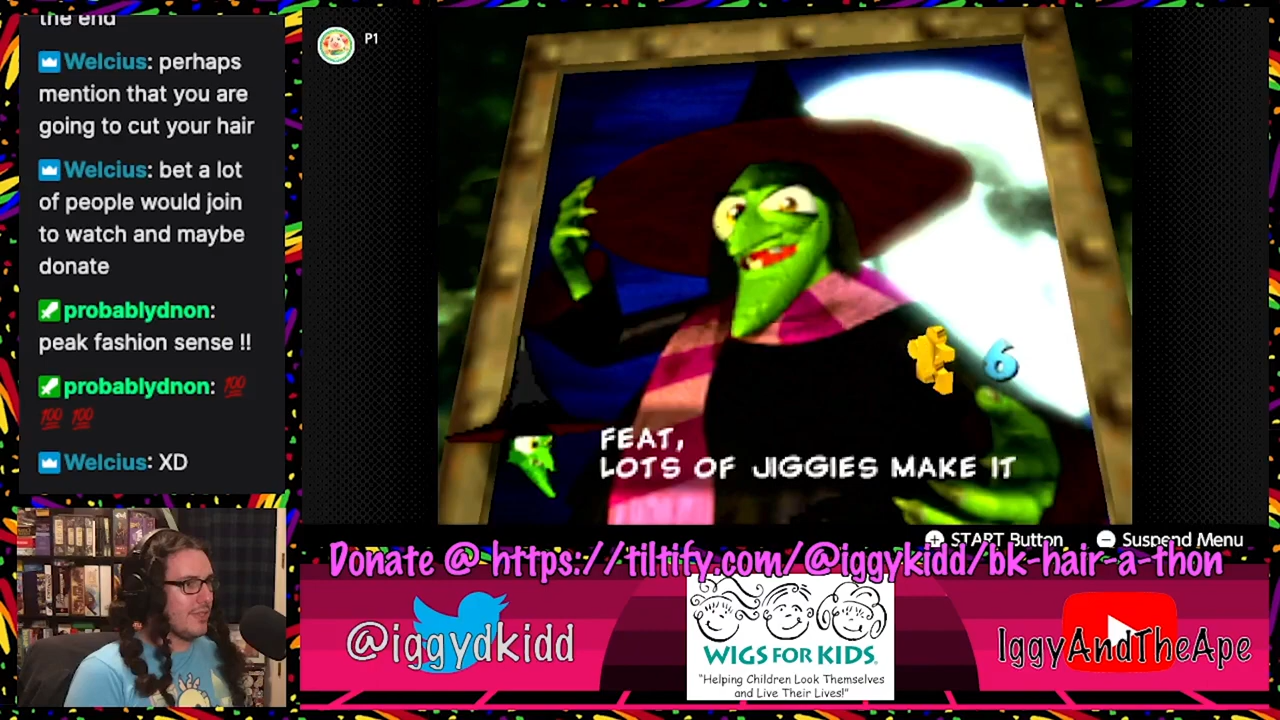 the end
Welcius: perhaps
mention that you are
going to cut your hair
Welcius: bet a lot
of people would join
to watch and maybe
donate
probablydnon:
peak fashion sense !!
probablydnon: 💯
💯 💯
Welcius: XD
P1
6
FEAT,
LOTS OF JIGGIES MAKE IT
START Button
Suspend Menu
Donate @ https://tiltify.com/@iggykidd/bk-hair-a-thon
@iggydkidd
WIGS FOR KIDS.
"Helping Children Look Themselves
and Live Their Lives!"
IggyAndTheApe